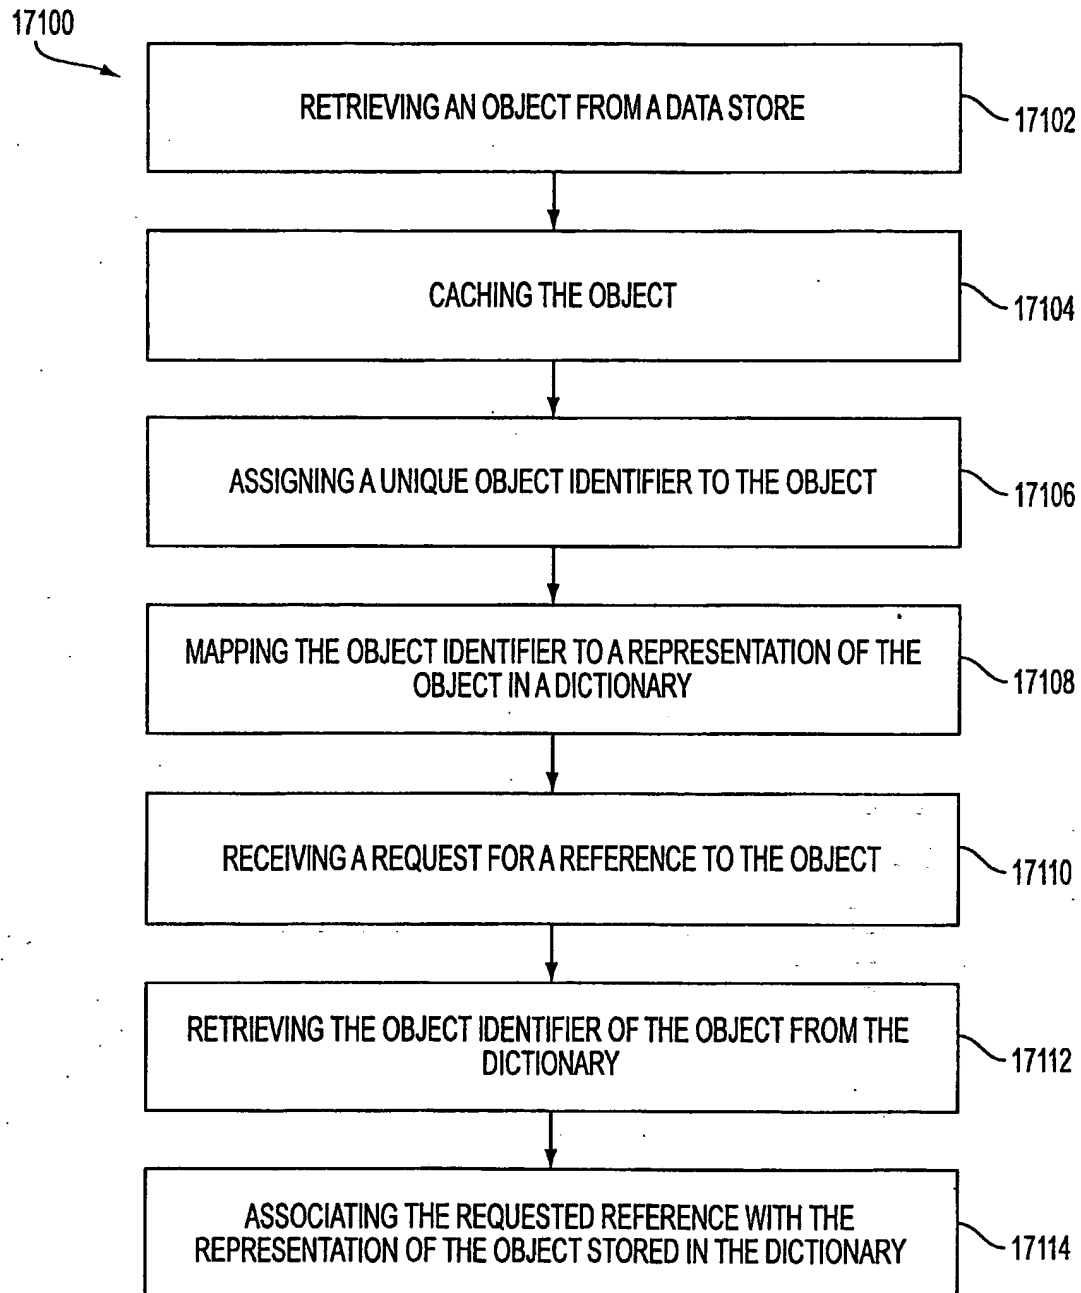 17100
RETRIEVING AN OBJECT FROM A DATA STORE
17102
CACHING THE OBJECT
17104
ASSIGNING A UNIQUE OBJECT IDENTIFIER TO THE OBJECT
17106
MAPPING THE OBJECT IDENTIFIER TO A REPRESENTATION OF THE
OBJECT IN A DICTIONARY
17108
RECEIVING A REQUEST FOR A REFERENCE TO THE OBJECT
17110
RETRIEVING THE OBJECT IDENTIFIER OF THE OBJECT FROM THE
DICTIONARY
17112
ASSOCIATING THE REQUESTED REFERENCE WITH THE
REPRESENTATION OF THE OBJECT STORED IN THE DICTIONARY
17114